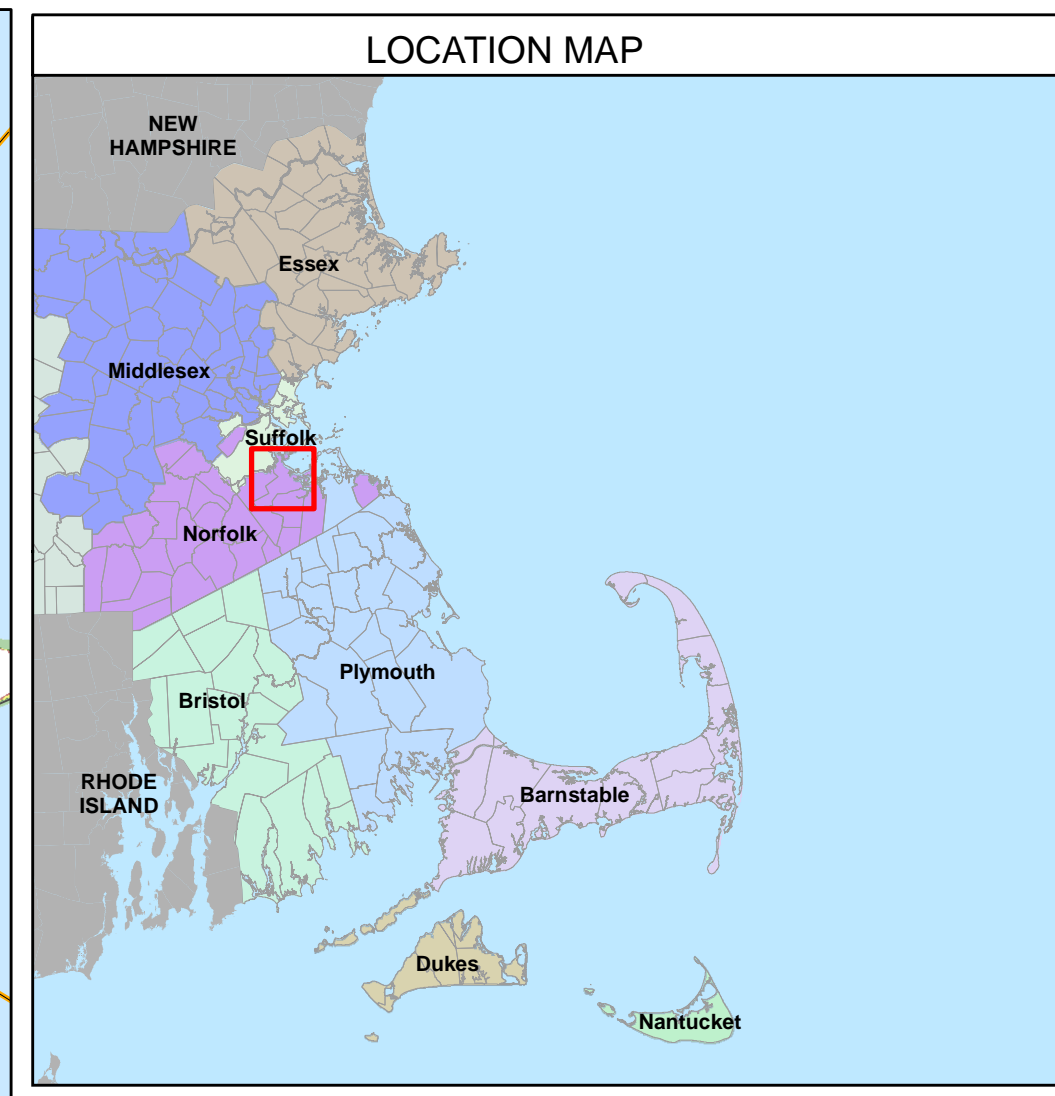 LOCATION MAP
NEW
HAMPSHIRE
Essex
Middlesex
Suffolk
Norfolk
Plymouth
Bristol
RHODE
ISLAND
Barnstable
Dukes
Nantucket